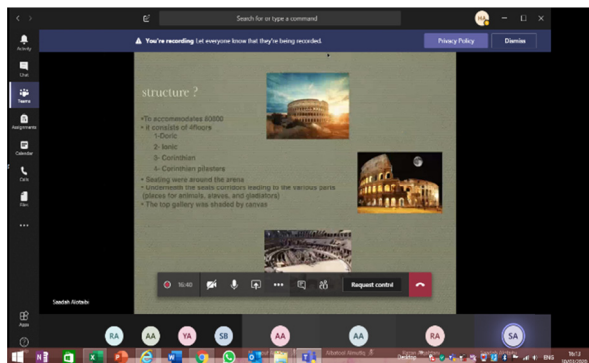 Search for or type a command
HA
You're recording Let everyone know that they're being recorded.
Privacy Policy
Dismiss
Activity
Chat
Teams
Assignments
Calendar
Calls
Files
Apps
structure ?
•To accommodates 60000
• it consists of 4floors
1-Doric
2- Ionic
3- Corinthian
4- Corinthian pilasters
• Seating were around the arena
• Underneath the seats corridors leading to the various parts
(places for animals, slaves, and gladiators)
• The top gallery was shaded by canvas
16:40
Request control
Saadah
RA
AA
YA
SB
AA
AA
RA
SA
Desktop
ENG